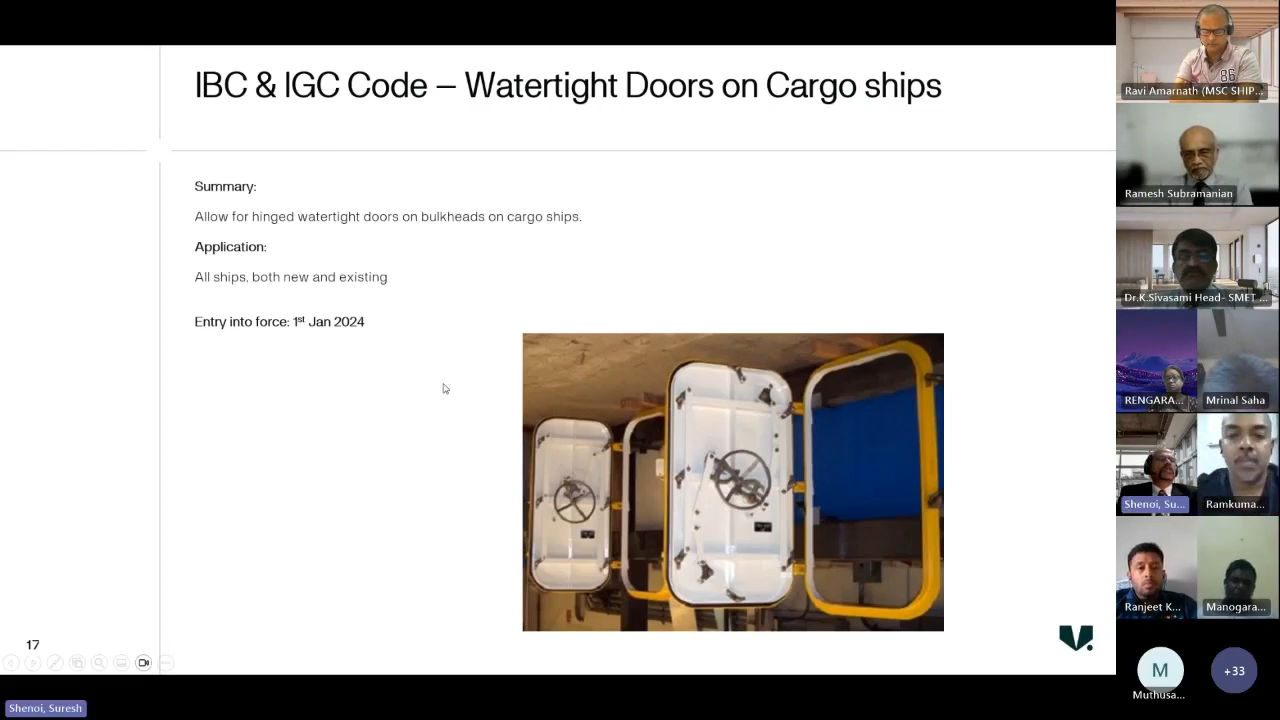 IBC & IGC Code – Watertight Doors on Cargo ships
Summary:
Allow for hinged watertight doors on bulkheads on cargo ships.
Application:
All ships, both new and existing
Entry into force: 1st Jan 2024
17
Shenoi, Suresh
Ravi Amarnath (MSC SHIP...
86
Ramesh Subramanian
Dr.K.Sivasami Head- SMET ...
RENGARA...
Mrinal Saha
Shenoi, Su...
Ramkuma...
Ranjeet K...
Manogara...
M
Muthusa...
+33